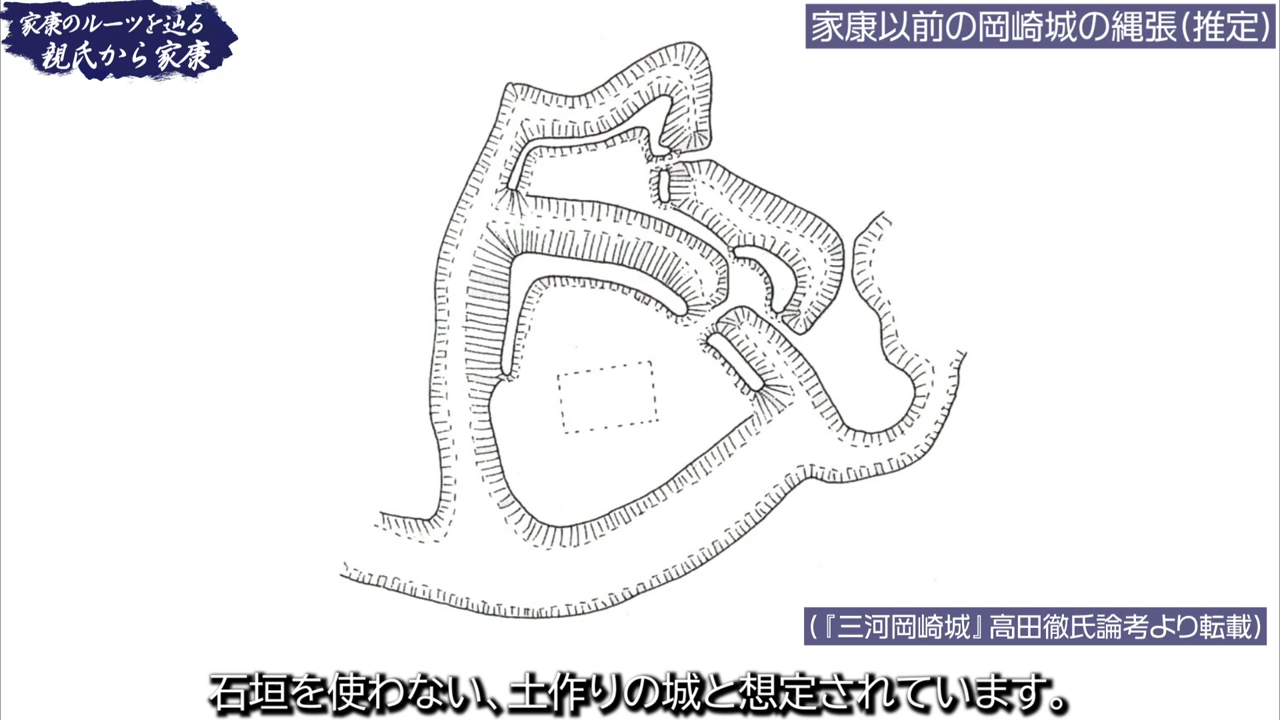 家康のルーツを辿る
親氏から家康
家康以前の岡崎城の縄張(推定)
(『三河岡崎城』高田徹氏論考より転載)
石垣を使わない、土作りの城と想定されています。